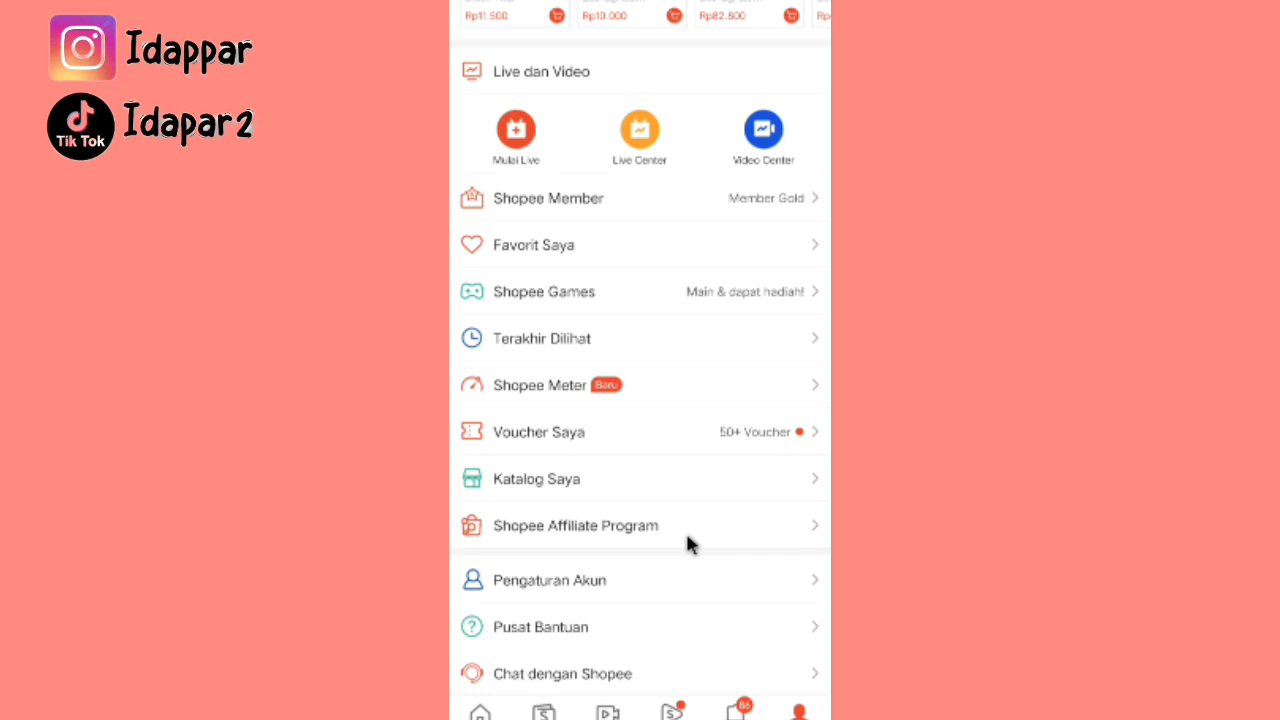 Idappar
Tik Tok
Idapar2
Rp11.500
Rp10.000
Rp82.800
Live dan Video
Mulai Live
Live Center
Video Center
Shopee Member
Member Gold
Favorit Saya
Shopee Games
Main & dapat hadiah!
Terakhir Dilihat
Shopee Meter Baru
Voucher Saya
50+ Voucher
Katalog Saya
Shopee Affiliate Program
Pengaturan Akun
Pusat Bantuan
Chat dengan Shopee
86